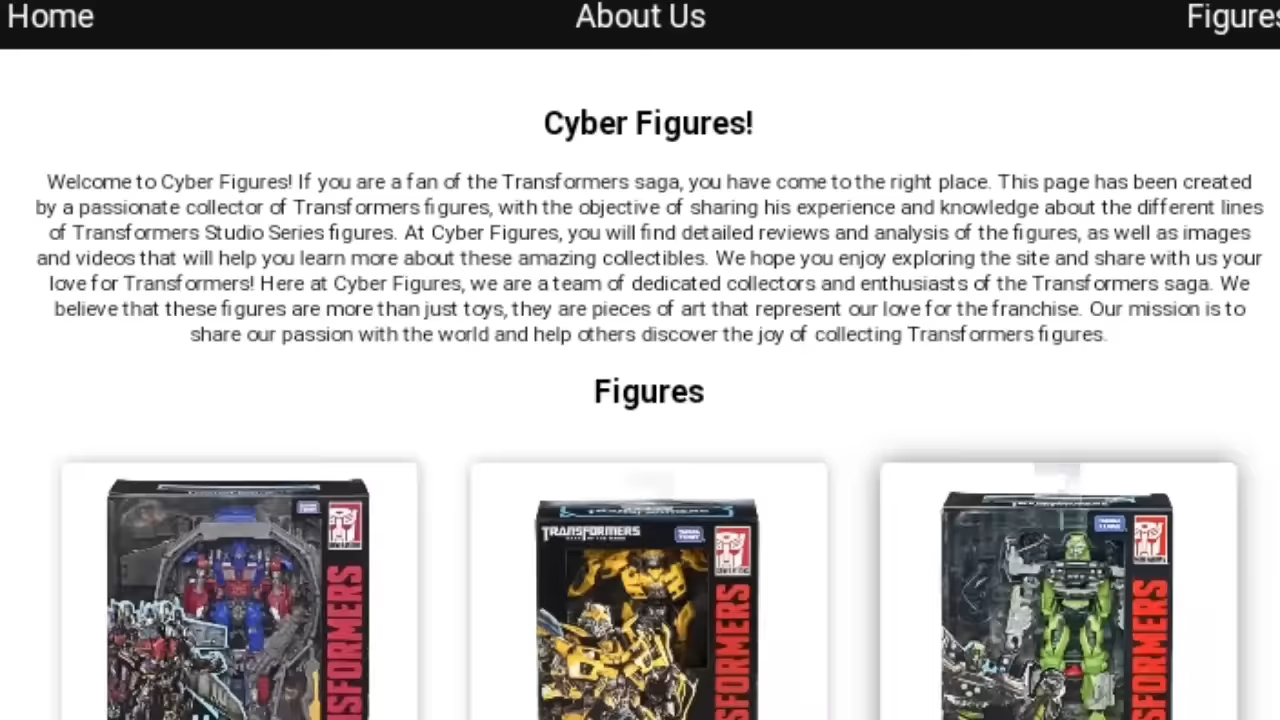 Home About Us Figures
Cyber Figures!
Welcome to Cyber Figures! If you are a fan of the Transformers saga, you have come to the right place. This page has been created
by a passionate collector of Transformers figures, with the objective of sharing his experience and knowledge about the different lines
of Transformers Studio Series figures. At Cyber Figures, you will find detailed reviews and analysis of the figures, as well as images
and videos that will help you learn more about these amazing collectibles. We hope you enjoy exploring the site and share with us your
love for Transformers! Here at Cyber Figures, we are a team of dedicated collectors and enthusiasts of the Transformers saga. We
believe that these figures are more than just toys, they are pieces of art that represent our love for the franchise. Our mission is to
share our passion with the world and help others discover the joy of collecting Transformers figures.
Figures
TRANSFORMERS
TAKARA TOMY
TAKARA TOMY
SFORMERS
SFORMERS
SFORMERS